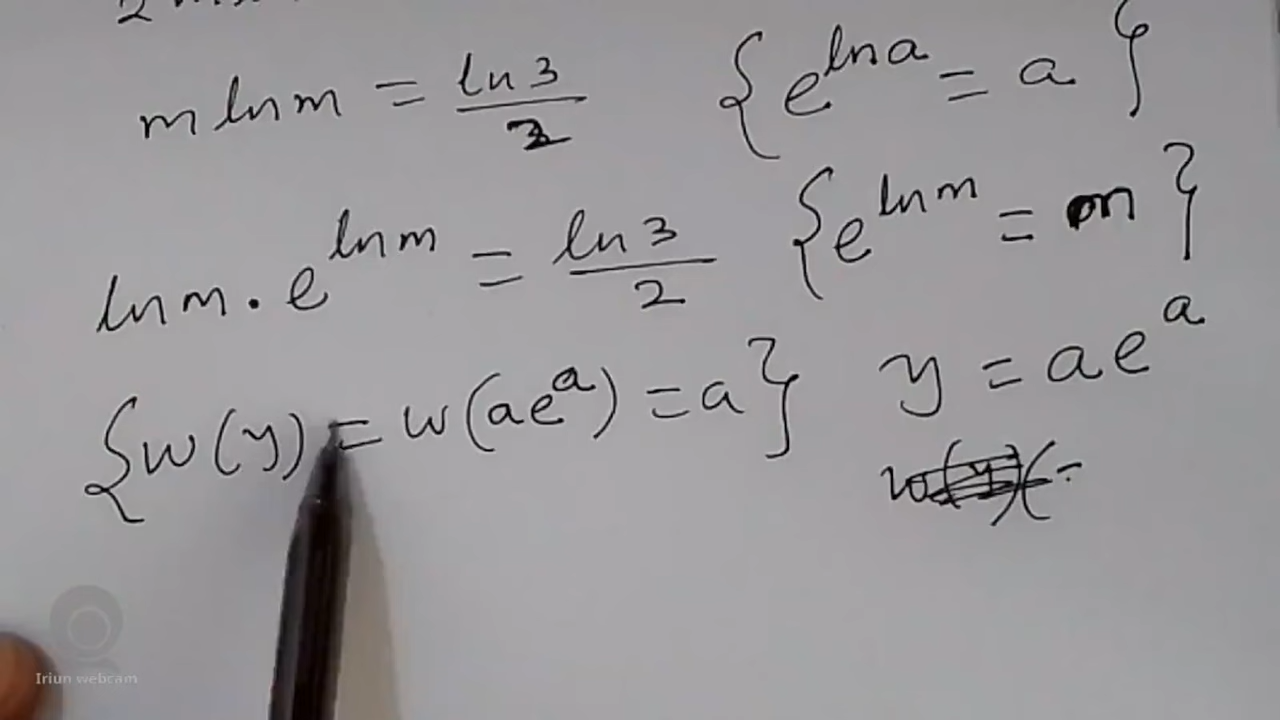 m ln m = ln 3 / 2 { e^{ln a} = a }
ln m . e^{ln m} = ln 3 / 2 { e^{ln m} = m }
{ W(y) = W(ae^a) = a } y = ae^a
Iriun webcam